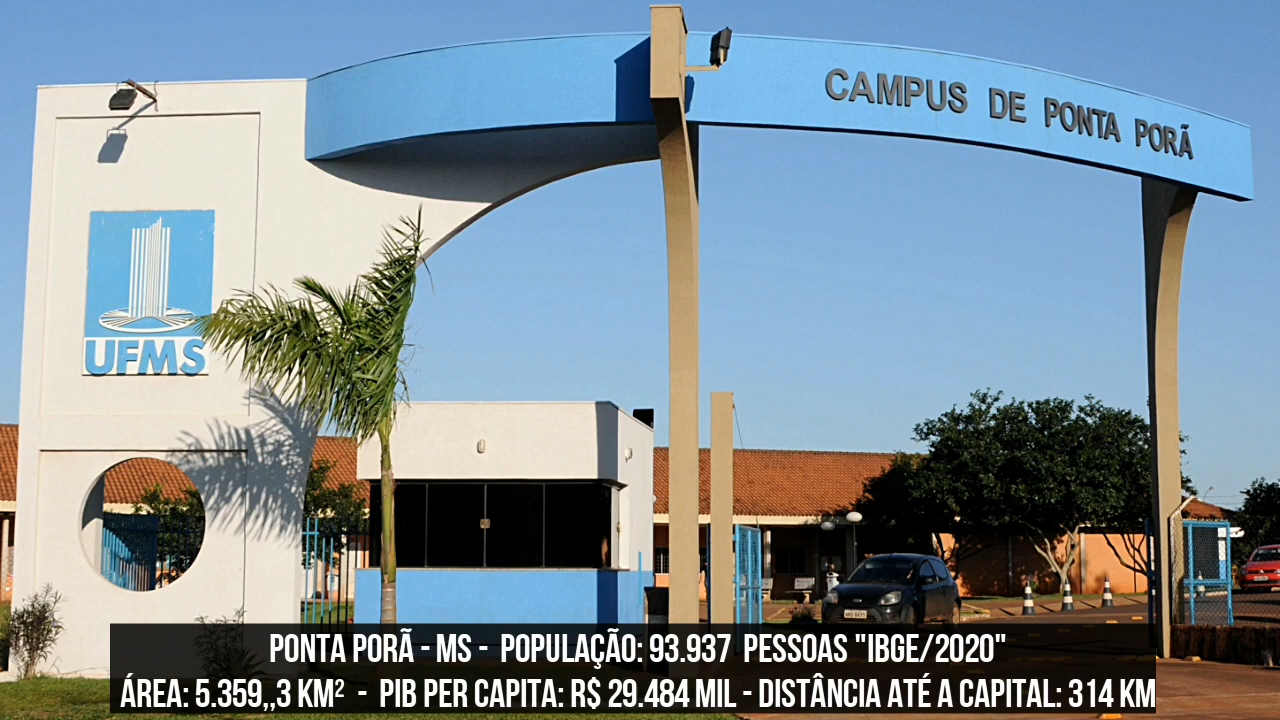 CAMPUS DE PONTA PORÃ
UFMS
PONTA PORÃ - MS - POPULAÇÃO: 93.937 PESSOAS "IBGE/2020"
ÁREA: 5.359,,3 KM² - PIB PER CAPITA: R$ 29.484 MIL - DISTÂNCIA ATÉ A CAPITAL: 314 KM